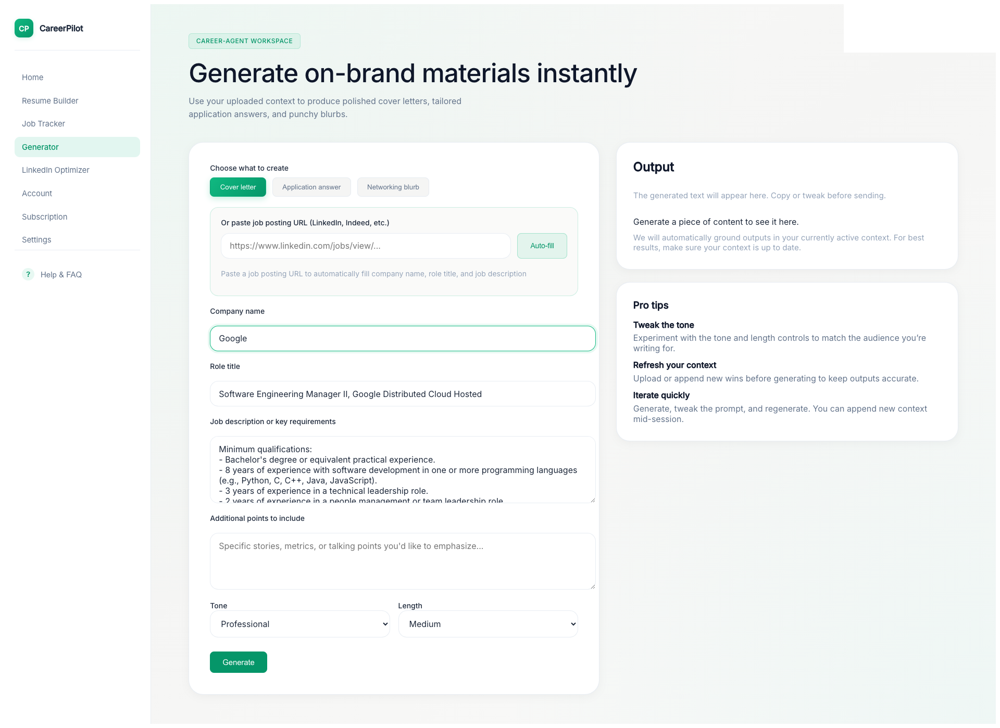 CP
CareerPilot
Home
Resume Builder
Job Tracker
Generator
LinkedIn Optimizer
Account
Subscription
Settings
?
Help & FAQ
CAREER-AGENT WORKSPACE
Generate on-brand materials instantly
Use your uploaded context to produce polished cover letters, tailored
application answers, and punchy blurbs.
Choose what to create
Cover letter
Application answer
Networking blurb
Or paste job posting URL (LinkedIn, Indeed, etc.)
https://www.linkedin.com/jobs/view/...
Auto-fill
Paste a job posting URL to automatically fill company name, role title, and job description
Company name
Google
Role title
Software Engineering Manager II, Google Distributed Cloud Hosted
Job description or key requirements
Minimum qualifications:
- Bachelor's degree or equivalent practical experience.
- 8 years of experience with software development in one or more programming languages
(e.g., Python, C, C++, Java, JavaScript).
- 3 years of experience in a technical leadership role.
- 2 years of experience in a people management or team leadership role.
Additional points to include
Specific stories, metrics, or talking points you'd like to emphasize...
Tone
Professional
Length
Medium
Generate
Output
The generated text will appear here. Copy or tweak before sending.
Generate a piece of content to see it here.
We will automatically ground outputs in your currently active context. For best
results, make sure your context is up to date.
Pro tips
Tweak the tone
Experiment with the tone and length controls to match the audience you’re
writing for.
Refresh your context
Upload or append new wins before generating to keep outputs accurate.
Iterate quickly
Generate, tweak the prompt, and regenerate. You can append new context
mid-session.